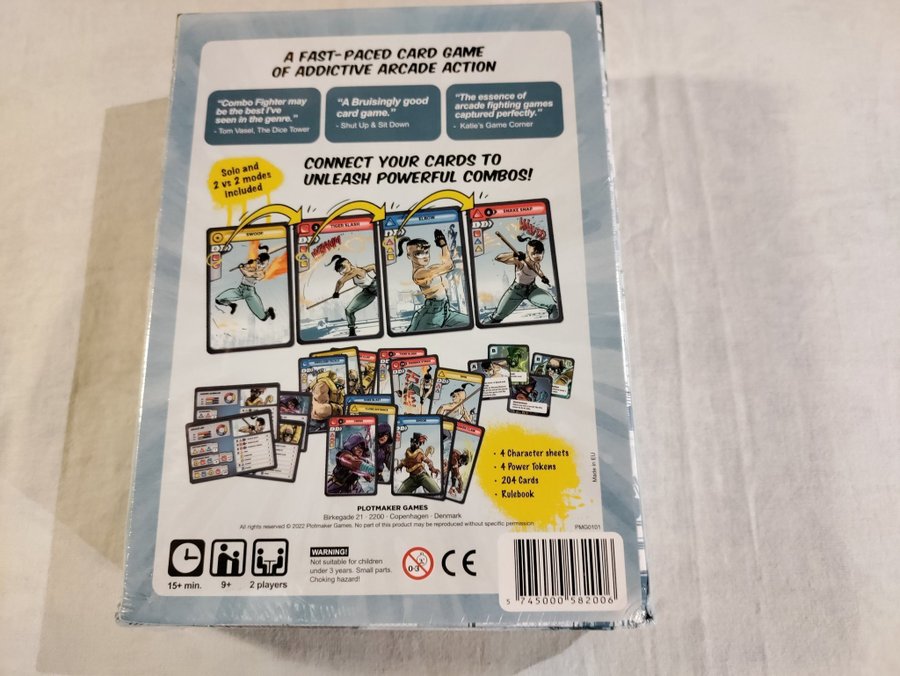 A FAST-PACED CARD GAME
OF ADDICTIVE ARCADE ACTION
"Combo Fighter may
be the best I've
seen in the genre."
- Tom Vasel, The Dice Tower
"A Bruisingly good
card game."
- Shut Up & Sit Down
"The essence of
arcade fighting games
captured perfectly."
- Katie's Game Corner
Solo and
2 vs 2 modes
included
CONNECT YOUR CARDS TO
UNLEASH POWERFUL COMBOS!
SWOOP
TIGER SLASH
ELBOW
SNAKE SNAP
• 4 Character sheets
• 4 Power Tokens
• 204 Cards
• Rulebook
Made in EU
PLOTMAKER GAMES
Birkegade 21 · 2200 · Copenhagen · Denmark
All rights reserved © 2022 Plotmaker Games. No part of this product may be reproduced without specific permission
PMG0101
15+ min.
9+
2 players
WARNING!
Not suitable for children
under 3 years. Small parts.
Choking hazard!
0-3
CE
5 745000 582006